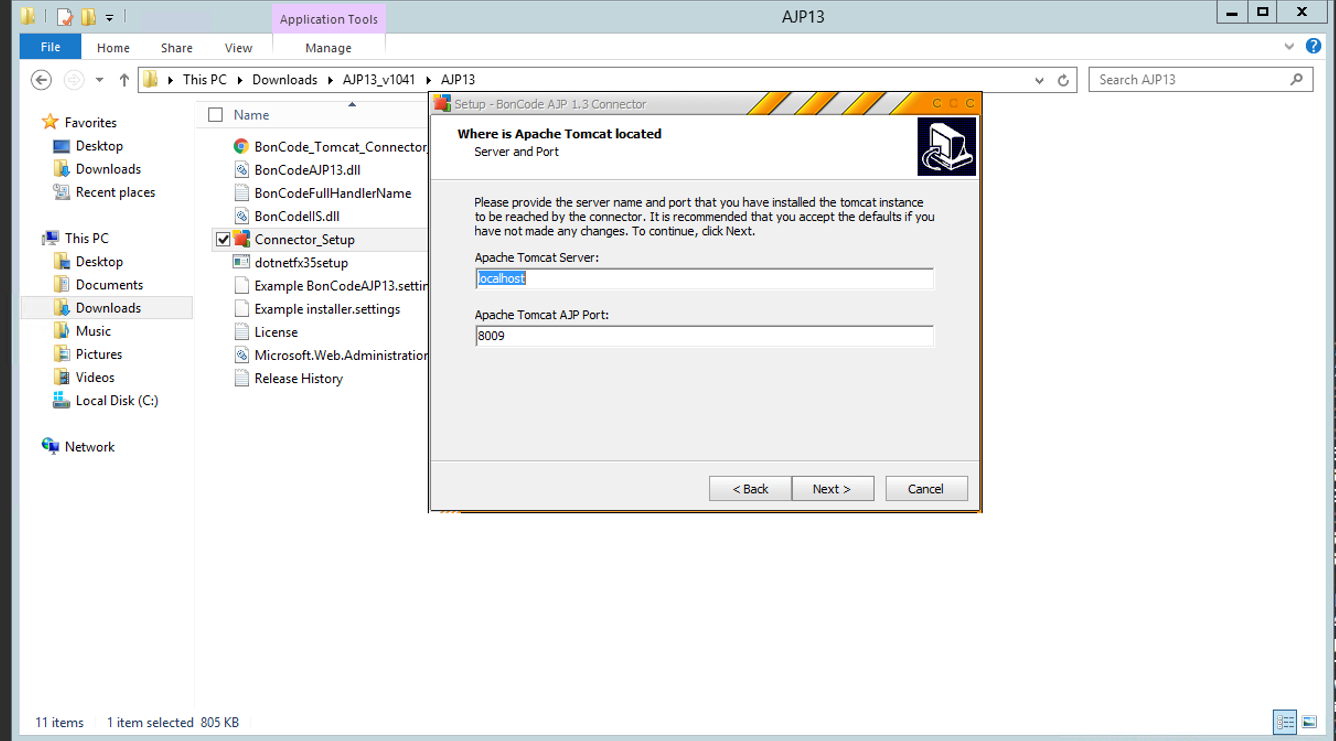 Application Tools
AJP13
File
Home
Share
View
Manage
This PC
Downloads
AJP13_v1041
AJP13
Search AJP13
Favorites
Desktop
Downloads
Recent places
This PC
Desktop
Documents
Downloads
Music
Pictures
Videos
Local Disk (C:)
Network
Name
BonCode_Tomcat_Connector_
BonCodeAJP13.dll
BonCodeFullHandlerName
BonCodeIIS.dll
Connector_Setup
dotnetfx35setup
Example BonCodeAJP13.settin
Example installer.settings
License
Microsoft.Web.Administration
Release History
Setup - BonCode AJP 1.3 Connector
Where is Apache Tomcat located
Server and Port
Please provide the server name and port that you have installed the tomcat instance
to be reached by the connector. It is recommended that you accept the defaults if you
have not made any changes. To continue, click Next.
Apache Tomcat Server:
localhost
Apache Tomcat AJP Port:
8009
< Back
Next >
Cancel
11 items
1 item selected 805 KB